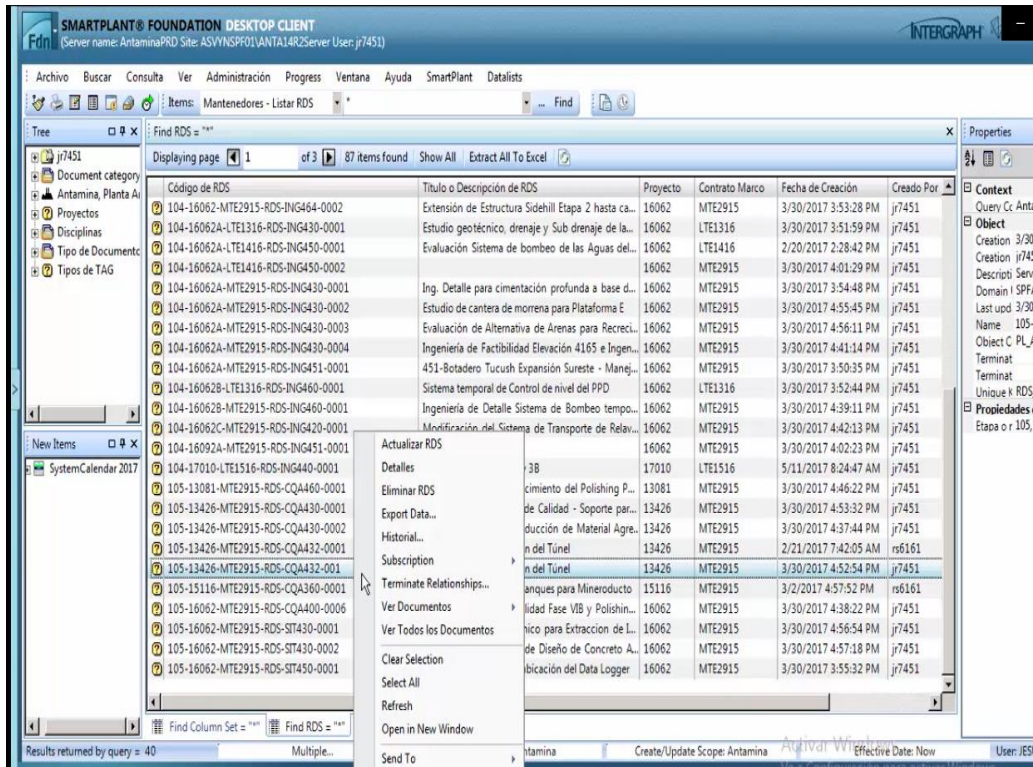 SMARTPLANT® FOUNDATION DESKTOP CLIENT
Fdn (Server name: AntaminaPRD Site: ASVYNSPF01\ANTA14R2Server User: jr7451)
INTERGRAPH
Archivo Buscar Consulta Ver Administración Progress Ventana Ayuda SmartPlant Datalists
Items: Mantenedores - Listar RDS * ... Find
Tree
Find RDS = "*"
Properties
Displaying page 1 of 3 87 items found Show All Extract All To Excel
jr7451
Document category
Antamina, Planta
Proyectos
Disciplinas
Tipo de Documento
Tipos de TAG
New Items
SystemCalendar 2017
Código de RDS Título o Descripción de RDS Proyecto Contrato Marco Fecha de Creación Creado Por
104-16062-MTE2915-RDS-ING464-0002 Extensión de Estructura Sidehill Etapa 2 hasta ca... 16062 MTE2915 3/30/2017 3:53:28 PM jr7451
104-16062A-LTE1316-RDS-ING430-0001 Estudio geotécnico, drenaje y Sub drenaje de la... 16062 LTE1316 3/30/2017 3:51:59 PM jr7451
104-16062A-LTE1416-RDS-ING450-0001 Evaluación Sistema de bombeo de las Aguas del... 16062 LTE1416 2/20/2017 2:28:42 PM jr7451
104-16062A-LTE1416-RDS-ING450-0002 16062 LTE1416 3/30/2017 4:01:29 PM jr7451
104-16062A-MTE2915-RDS-ING430-0001 Ing. Detalle para cimentación profunda a base d... 16062 MTE2915 3/30/2017 3:54:48 PM jr7451
104-16062A-MTE2915-RDS-ING430-0002 Estudio de cantera de morrena para Plataforma E 16062 MTE2915 3/30/2017 4:55:45 PM jr7451
104-16062A-MTE2915-RDS-ING430-0003 Evaluación de Alternativa de Arenas para Recreci... 16062 MTE2915 3/30/2017 4:56:11 PM jr7451
104-16062A-MTE2915-RDS-ING430-0004 Ingeniería de Factibilidad Elevación 4165 e Ingen... 16062 MTE2915 3/30/2017 4:41:14 PM jr7451
104-16062A-MTE2915-RDS-ING451-0001 451-Botadero Tucush Expansión Sureste - Manej... 16062 MTE2915 3/30/2017 3:50:35 PM jr7451
104-16062B-LTE1316-RDS-ING460-0001 Sistema temporal de Control de nivel del PPD 16062 LTE1316 3/30/2017 3:52:44 PM jr7451
104-16062B-MTE2915-RDS-ING460-0001 Ingeniería de Detalle Sistema de Bombeo tempo... 16062 MTE2915 3/30/2017 4:39:11 PM jr7451
104-16062C-MTE2915-RDS-ING420-0001 Modificación del Sistema de Transporte de Relav... 16062 MTE2915 3/30/2017 4:42:13 PM jr7451
104-16092A-MTE2915-RDS-ING451-0001 16062 MTE2915 3/30/2017 4:02:23 PM jr7451
104-17010-LTE1516-RDS-ING440-0001 3B 17010 LTE1516 5/11/2017 8:24:47 AM jr7451
105-13081-MTE2915-RDS-CQA460-0001 cimiento del Polishing P... 13081 MTE2915 3/30/2017 4:46:22 PM jr7451
105-13426-MTE2915-RDS-CQA430-0001 de Calidad - Soporte par... 13426 MTE2915 3/30/2017 4:53:32 PM jr7451
105-13426-MTE2915-RDS-CQA430-0002 ducción de Material Agre... 13426 MTE2915 3/30/2017 4:37:44 PM jr7451
105-13426-MTE2915-RDS-CQA432-0001 n del Túnel 13426 MTE2915 2/21/2017 7:42:05 AM rs6161
105-13426-MTE2915-RDS-CQA432-001 n del Túnel 13426 MTE2915 3/30/2017 4:52:54 PM jr7451
105-15116-MTE2915-RDS-CQA360-0001 anques para Mineroducto 15116 MTE2915 3/2/2017 4:57:52 PM rs6161
105-16062-MTE2915-RDS-CQA400-0006 lidad Fase VIB y Polishin... 16062 MTE2915 3/30/2017 4:38:22 PM jr7451
105-16062-MTE2915-RDS-SIT430-0001 nico para Extraccion de L... 16062 MTE2915 3/30/2017 4:56:54 PM jr7451
105-16062-MTE2915-RDS-SIT430-0002 de Diseño de Concreto A... 16062 MTE2915 3/30/2017 4:57:18 PM jr7451
105-16062-MTE2915-RDS-SIT450-0001 bicación del Data Logger 16062 MTE2915 3/30/2017 3:55:32 PM jr7451
Actualizar RDS
Detalles
Eliminar RDS
Export Data...
Historial...
Subscription
Terminate Relationships...
Ver Documentos
Ver Todos los Documentos
Clear Selection
Select All
Refresh
Open in New Window
Send To
Context
Query Cc Anta
Object
Creation 3/30
Creation jr745
Descripti Serv
Domain I SPFA
Last upd 3/30
Name 105-
Object C PL_A
Terminat
Terminat
Unique K RDS
Propiedades
Etapa o r 105,
Find Column Set = "*" Find RDS = "*"
Results returned by query = 40 Multiple... ntamina Create/Update Scope: Antamina Effective Date: Now User: JES